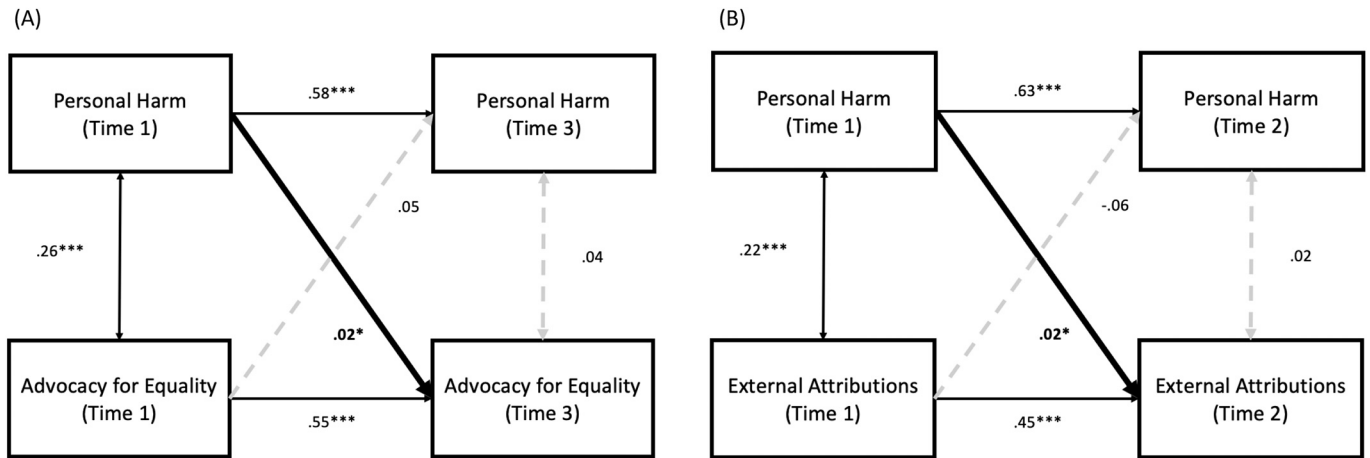 (A)
Personal Harm
(Time 1)
.58***
Personal Harm
(Time 3)
.26***
.05
.04
.02*
Advocacy for Equality
(Time 1)
.55***
Advocacy for Equality
(Time 3)
(B)
Personal Harm
(Time 1)
.63***
Personal Harm
(Time 2)
.22***
-.06
.02
.02*
External Attributions
(Time 1)
.45***
External Attributions
(Time 2)